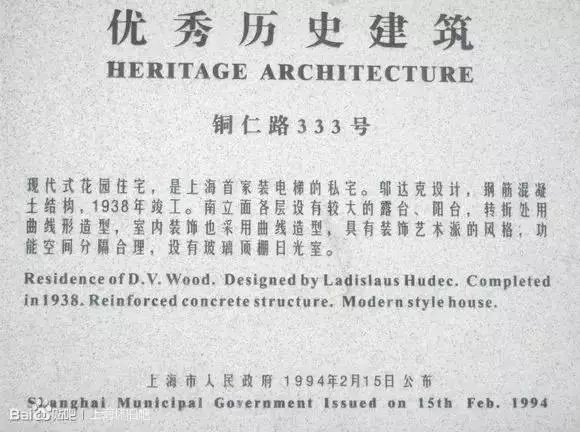 优秀历史建筑
HERITAGE ARCHITECTURE
铜仁路333号
现代式花园住宅，是上海首家装电梯的私宅。邬达克设计，钢筋混凝
土结构，1938年竣工。南立面各层设有较大的露台、阳台，转折处用
曲线形造型，室内装饰也采用曲线造型，具有装饰艺术派的风格，功
能空间分隔合理，设有玻璃顶棚日光室。
Residence of D.V. Wood. Designed by Ladislaus Hudec. Completed
in 1938. Reinforced concrete structure. Modern style house.
上海市人民政府 1994年2月15日公布
Shanghai Municipal Government Issued on 15th Feb. 1994
Bai贴吧